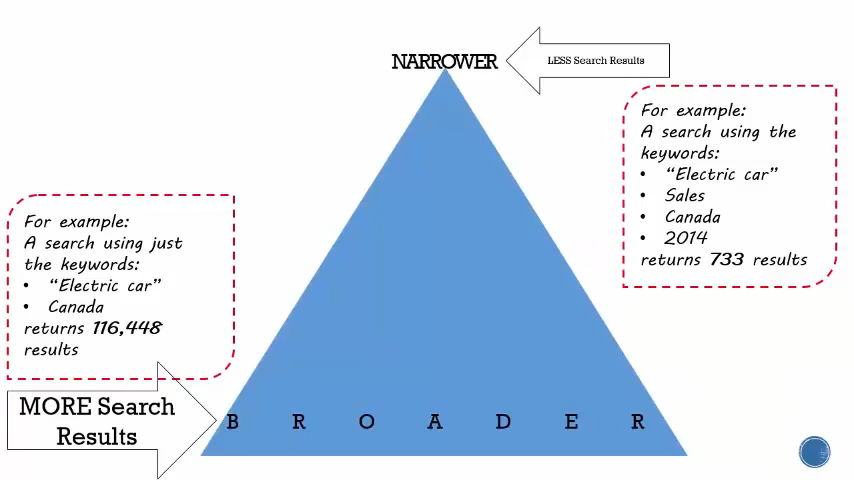 NARROWER
LESS Search Results
For example:
A search using the
keywords:
• “Electric car”
• Sales
• Canada
• 2014
returns 733 results
For example:
A search using just
the keywords:
• “Electric car”
• Canada
returns 116,448
results
MORE Search
Results
B R O A D E R